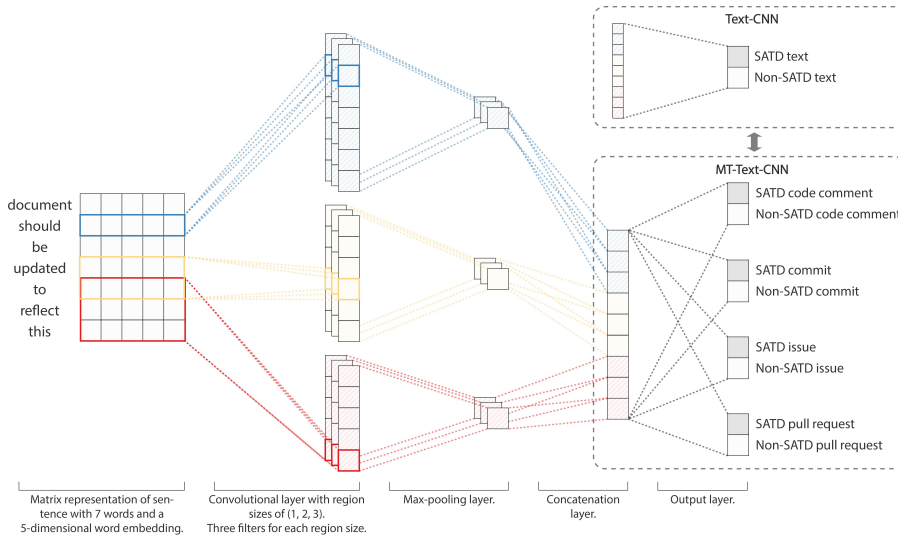 Text-CNN
SATD text
Non-SATD text
MT-Text-CNN
SATD code comment
Non-SATD code comment
SATD commit
Non-SATD commit
SATD issue
Non-SATD issue
SATD pull request
Non-SATD pull request
document
should
be
updated
to
reflect
this
Matrix representation of sen-
tence with 7 words and a
5-dimensional word embedding.
Convolutional layer with region
sizes of (1, 2, 3).
Three filters for each region size.
Max-pooling layer.
Concatenation
layer.
Output layer.